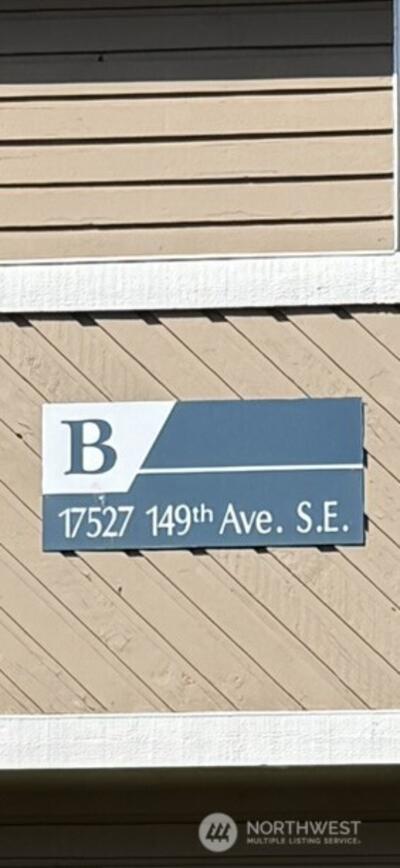 B
17527 149th Ave. S.E.
NORTHWEST
MULTIPLE LISTING SERVICE